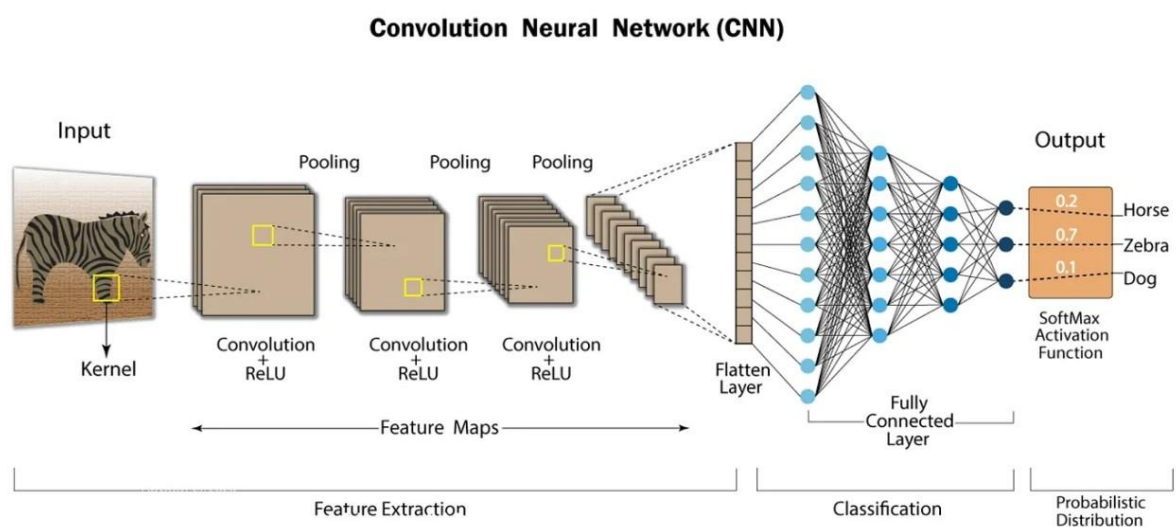 Convolution Neural Network (CNN)
Input
Kernel
Pooling
Pooling
Pooling
Convolution
+
ReLU
Convolution
+
ReLU
Convolution
+
ReLU
Feature Maps
Flatten
Layer
Fully
Connected
Layer
Output
0.2
Horse
0.7
Zebra
0.1
Dog
SoftMax
Activation
Function
Feature Extraction
Classification
Probabilistic
Distribution